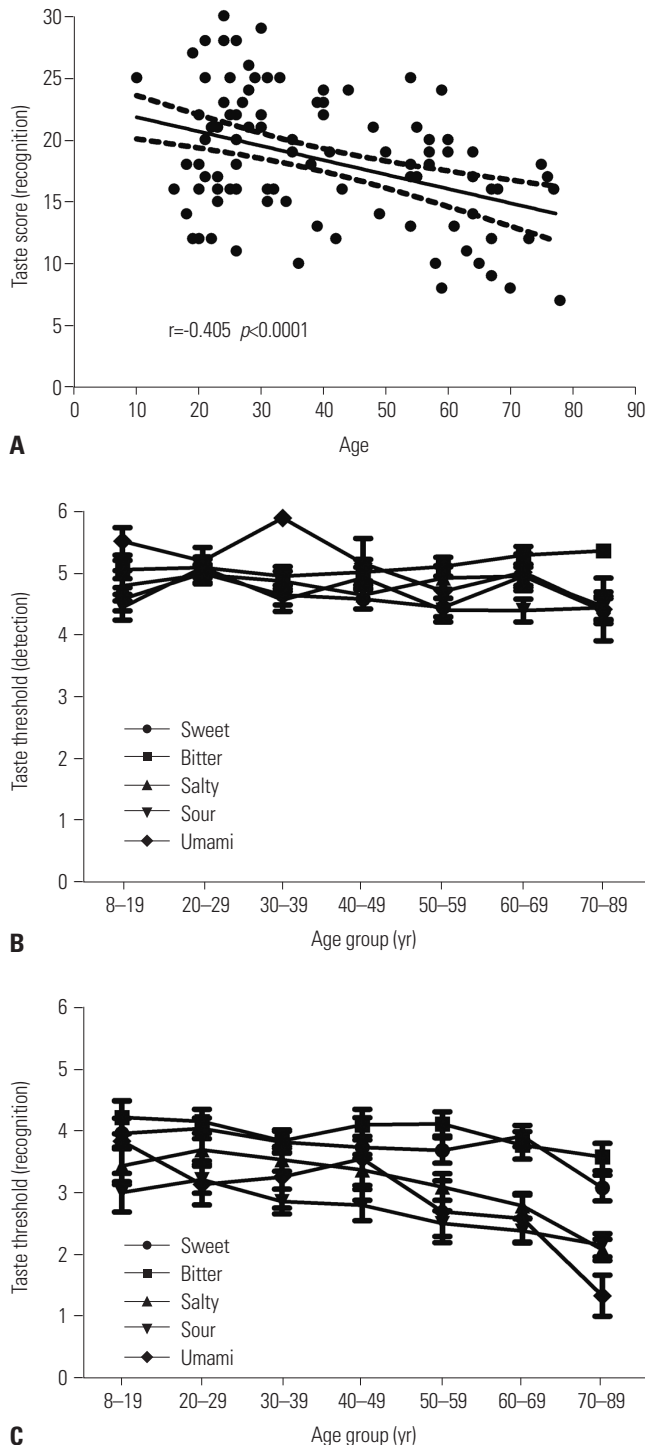 30
25
20
15
10
5
0
Taste score (recognition)
r=-0.405 p<0.0001
0 10 20 30 40 50 60 70 80 90
Age
A
6
5
4
3
2
1
0
Taste threshold (detection)
Sweet
Bitter
Salty
Sour
Umami
8–19 20–29 30–39 40–49 50–59 60–69 70–89
Age group (yr)
B
6
5
4
3
2
1
0
Taste threshold (recognition)
Sweet
Bitter
Salty
Sour
Umami
8–19 20–29 30–39 40–49 50–59 60–69 70–89
Age group (yr)
C